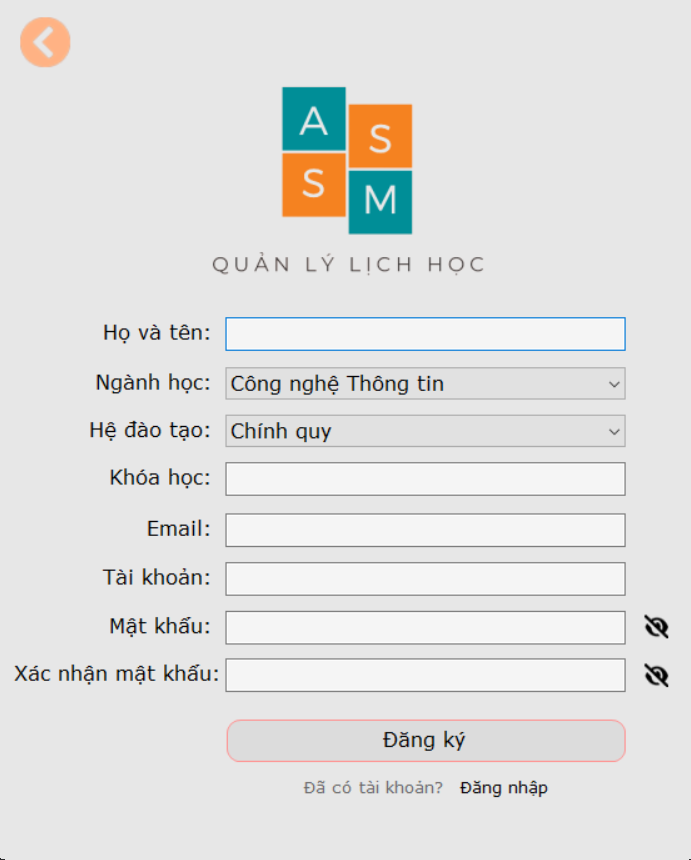 A S
S M
QUẢN LÝ LỊCH HỌC
Họ và tên:
Ngành học: Công nghệ Thông tin
Hệ đào tạo: Chính quy
Khóa học:
Email:
Tài khoản:
Mật khẩu:
Xác nhận mật khẩu:
Đăng ký
Đã có tài khoản? Đăng nhập